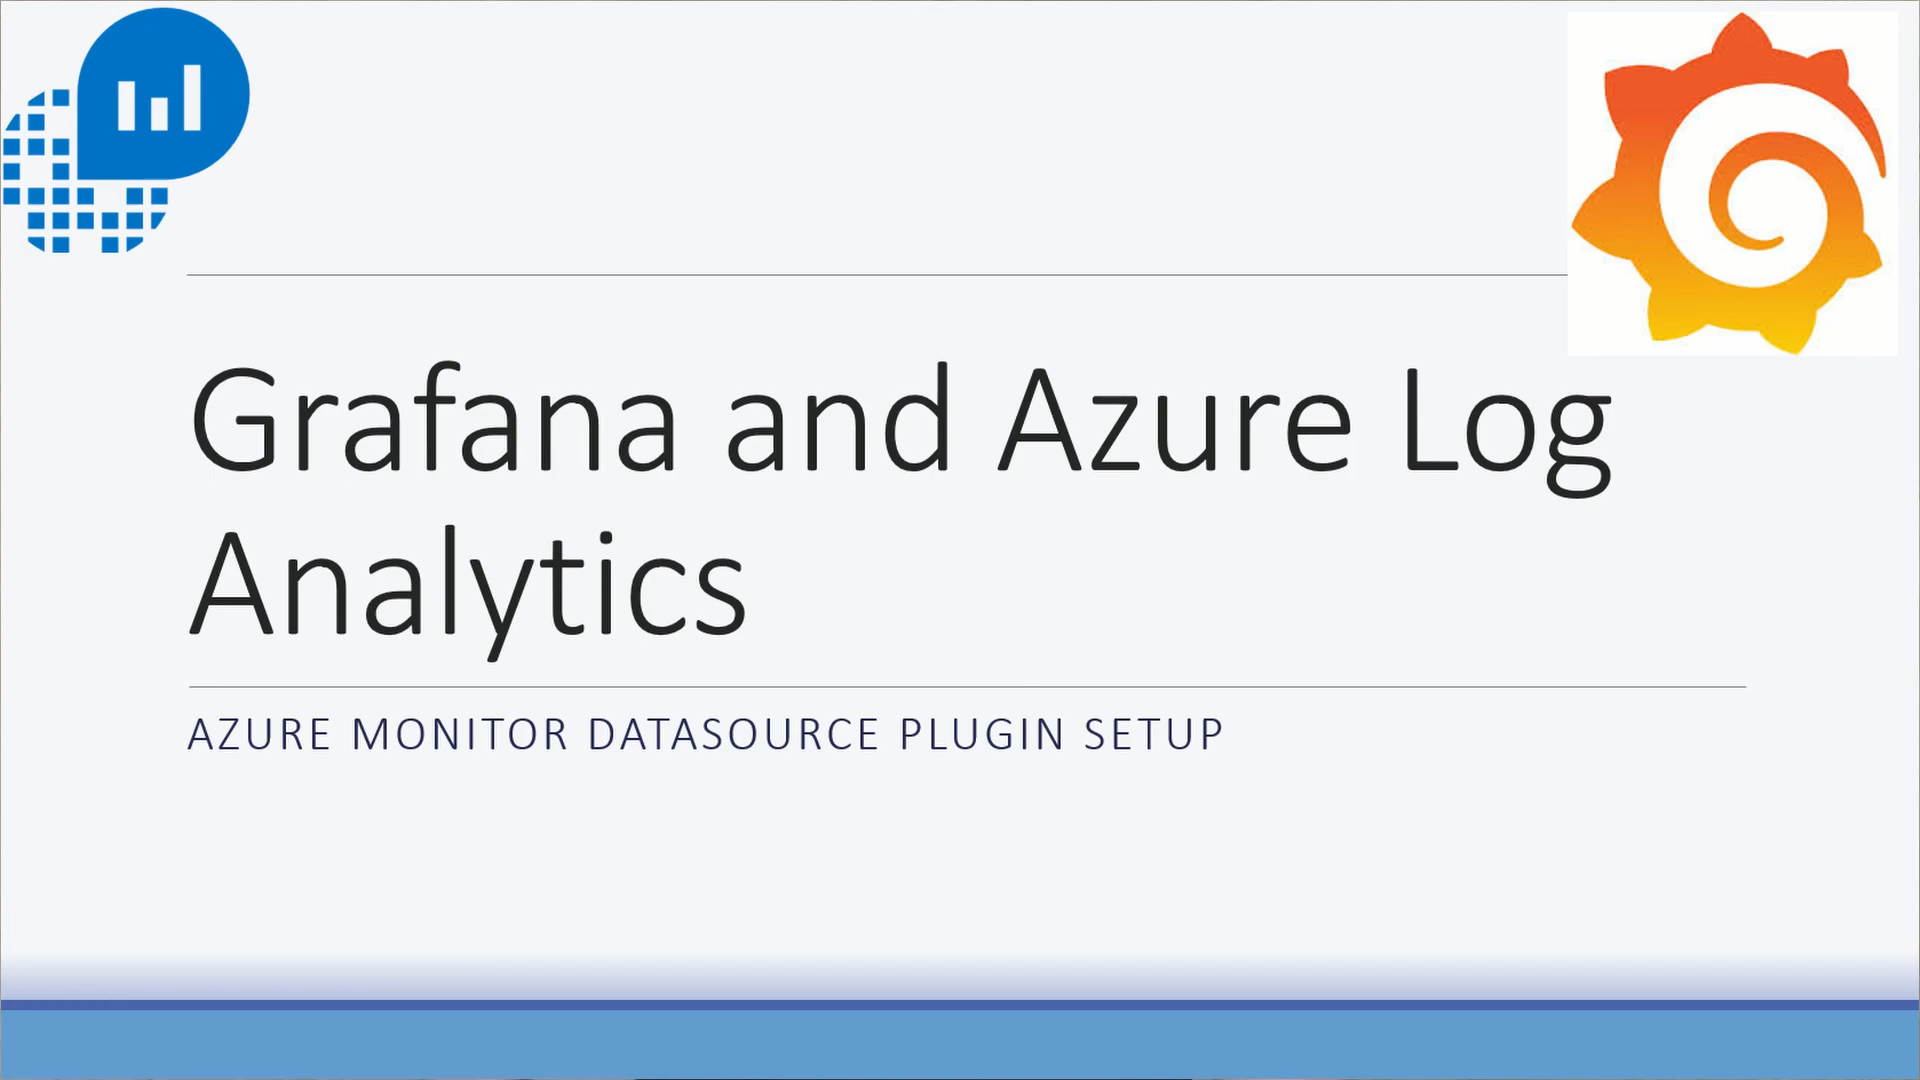 Grafana and Azure Log
Analytics
AZURE MONITOR DATASOURCE PLUGIN SETUP